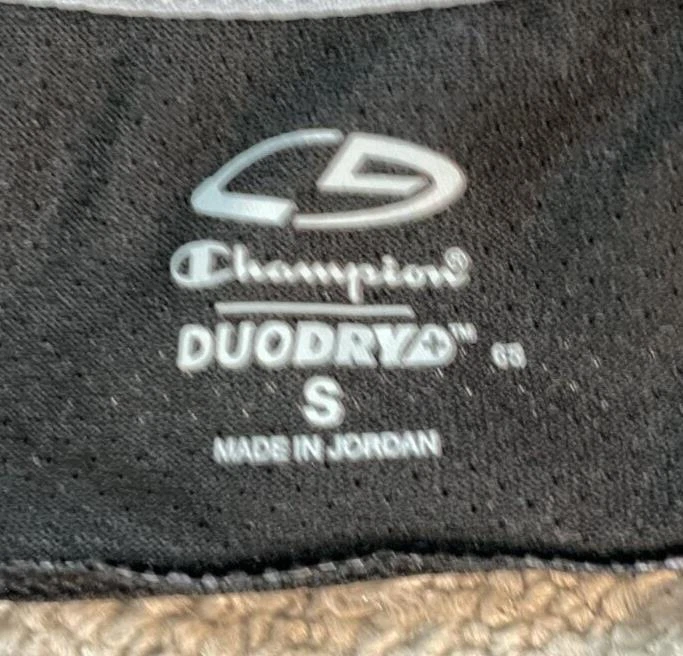 Champion®
DUODRY+™
S
MADE IN JORDAN